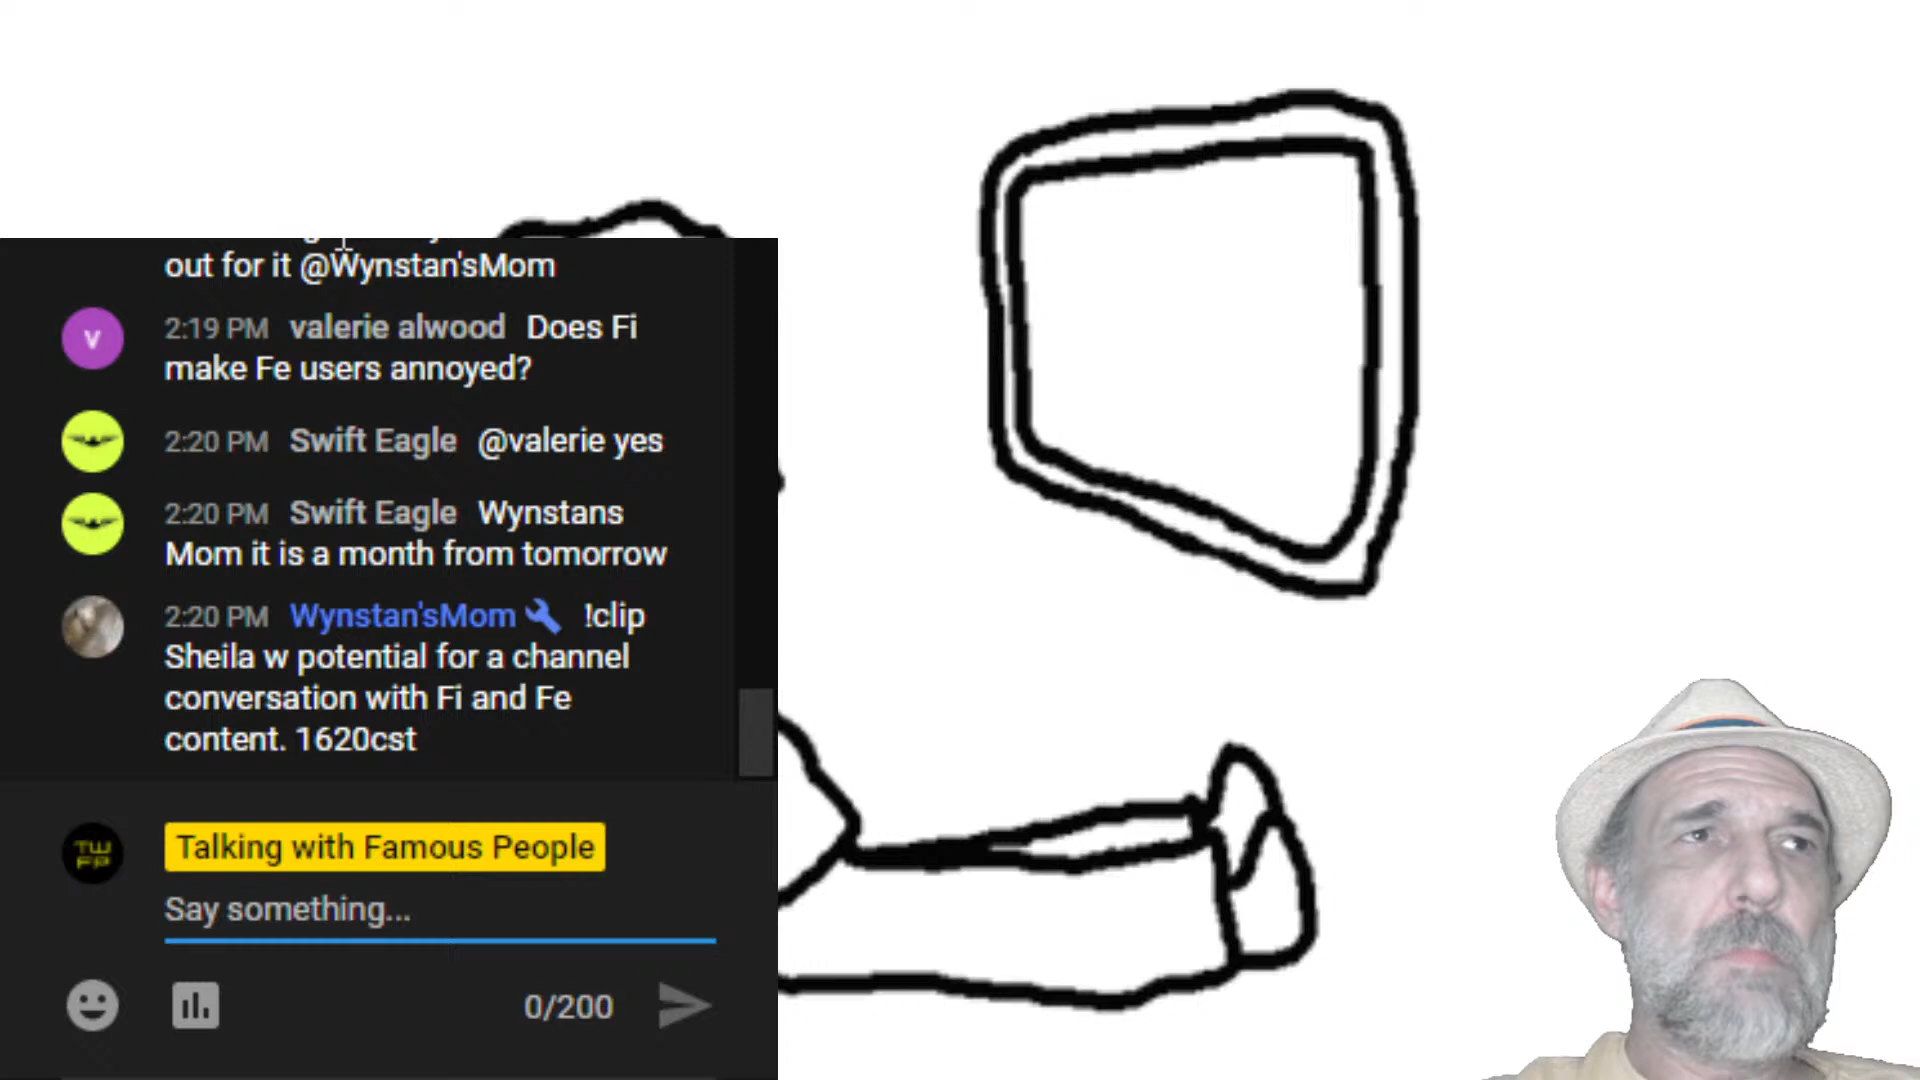 out for it @Wynstan'sMom
2:19 PM valerie alwood Does Fi
make Fe users annoyed?
2:20 PM Swift Eagle @valerie yes
2:20 PM Swift Eagle Wynstans
Mom it is a month from tomorrow
2:20 PM Wynstan'sMom !clip
Sheila w potential for a channel
conversation with Fi and Fe
content. 1620cst
Talking with Famous People
Say something...
0/200
V
TW
FP